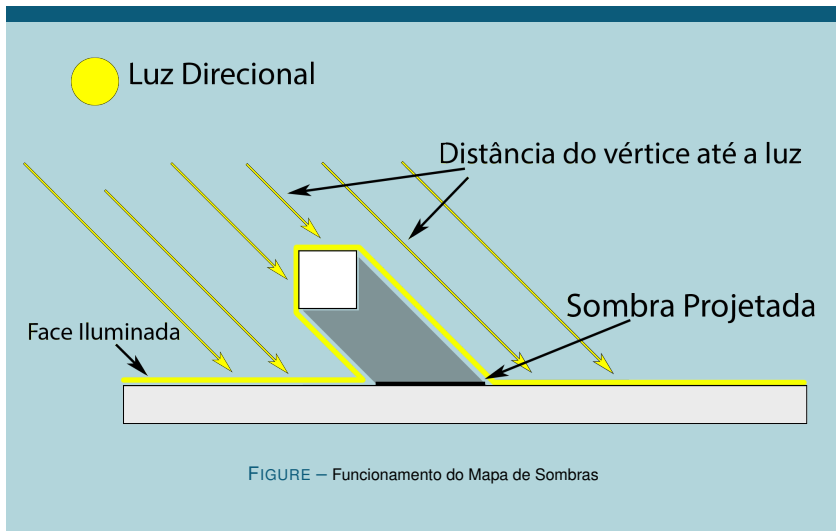 Luz Direcional
Distância do vértice até a luz
Sombra Projetada
Face Iluminada
FIGURE – Funcionamento do Mapa de Sombras